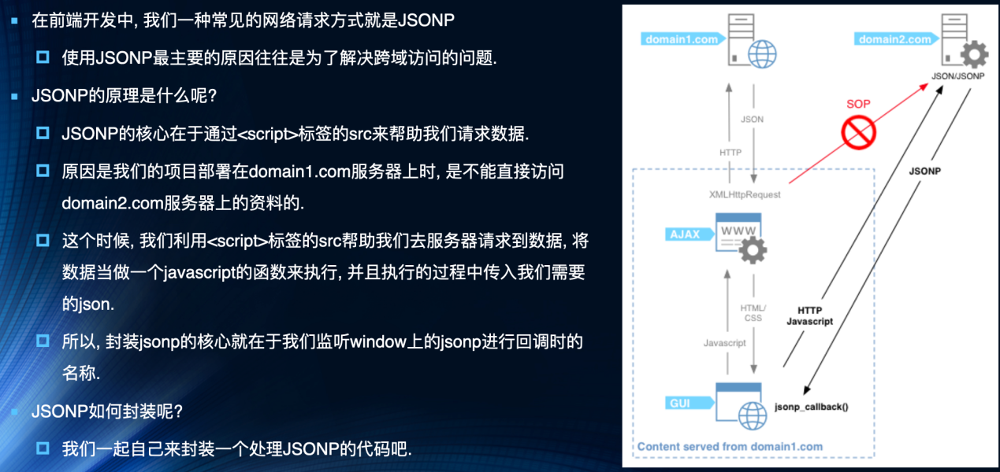 在前端开发中, 我们一种常见的网络请求方式就是JSONP
使用JSONP最主要的原因往往是为了解决跨域访问的问题.
JSONP的原理是什么呢?
JSONP的核心在于通过<script>标签的src来帮助我们请求数据.
原因是我们的项目部署在domain1.com服务器上时, 是不能直接访问
domain2.com服务器上的资料的.
这个时候, 我们利用<script>标签的src帮助我们去服务器请求到数据, 将
数据当做一个javascript的函数来执行, 并且执行的过程中传入我们需要
的json.
所以, 封装jsonp的核心就在于我们监听window上的jsonp进行回调时的
名称.
JSONP如何封装呢?
我们一起自己来封装一个处理JSONP的代码吧.
domain1.com
domain2.com
JSON/JSONP
SOP
JSON
HTTP
JSONP
XMLHttpRequest
AJAX
WWW
HTML/
CSS
HTTP
Javascript
Javascript
GUI
jsonp_callback()
Content served from domain1.com